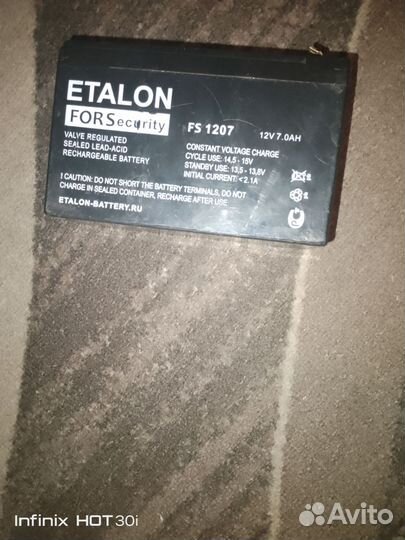 ETALON
FORSecurity
FS 1207
12V 7.0AH
VALVE REGULATED
SEALED LEAD-ACID
RECHARGEABLE BATTERY
CONSTANT VOLTAGE CHARGE
CYCLE USE: 14,5 - 15V
STANDBY USE: 13,5 - 13,8V
INITIAL CURRENT: < 2.1A
⚠CAUTION: DO NOT SHORT THE BATTERY TERMINALS, DO NOT
CHARGE IN SEALED CONTAINER, RECHARGE AFTER USE
ETALON-BATTERY.RU
Infinix HOT30i
Avito